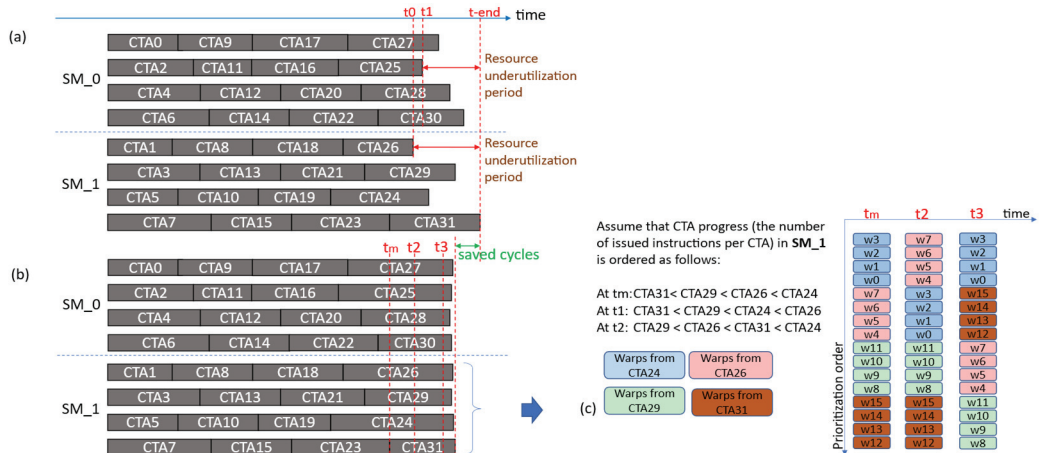 t0 t1 t-end time
(a)
CTA0 CTA9 CTA17 CTA27
CTA2 CTA11 CTA16 CTA25
SM_0
CTA4 CTA12 CTA20 CTA28
CTA6 CTA14 CTA22 CTA30
Resource
underutilization
period
CTA1 CTA8 CTA18 CTA26
CTA3 CTA13 CTA21 CTA29
SM_1
CTA5 CTA10 CTA19 CTA24
CTA7 CTA15 CTA23 CTA31
Resource
underutilization
period
tm t2 t3 saved cycles
(b)
CTA0 CTA9 CTA17 CTA27
CTA2 CTA11 CTA16 CTA25
SM_0
CTA4 CTA12 CTA20 CTA28
CTA6 CTA14 CTA22 CTA30
CTA1 CTA8 CTA18 CTA26
CTA3 CTA13 CTA21 CTA29
SM_1
CTA5 CTA10 CTA19 CTA24
CTA7 CTA15 CTA23 CTA31
Assume that CTA progress (the number
of issued instructions per CTA) in SM_1
is ordered as follows:
At tm: CTA31< CTA29 < CTA26 < CTA24
At t1: CTA31 < CTA29 < CTA24 < CTA26
At t2: CTA29 < CTA26 < CTA31 < CTA24
Warps from
CTA24
Warps from
CTA26
(c)
Warps from
CTA29
Warps from
CTA31
tm t2 t3 time
Prioritization order
w3 w7 w3
w2 w6 w2
w1 w5 w1
w0 w4 w0
w7 w3 w15
w6 w2 w14
w5 w1 w13
w4 w0 w12
w11 w11 w7
w10 w10 w6
w9 w9 w5
w8 w8 w4
w15 w15 w11
w14 w14 w10
w13 w13 w9
w12 w12 w8